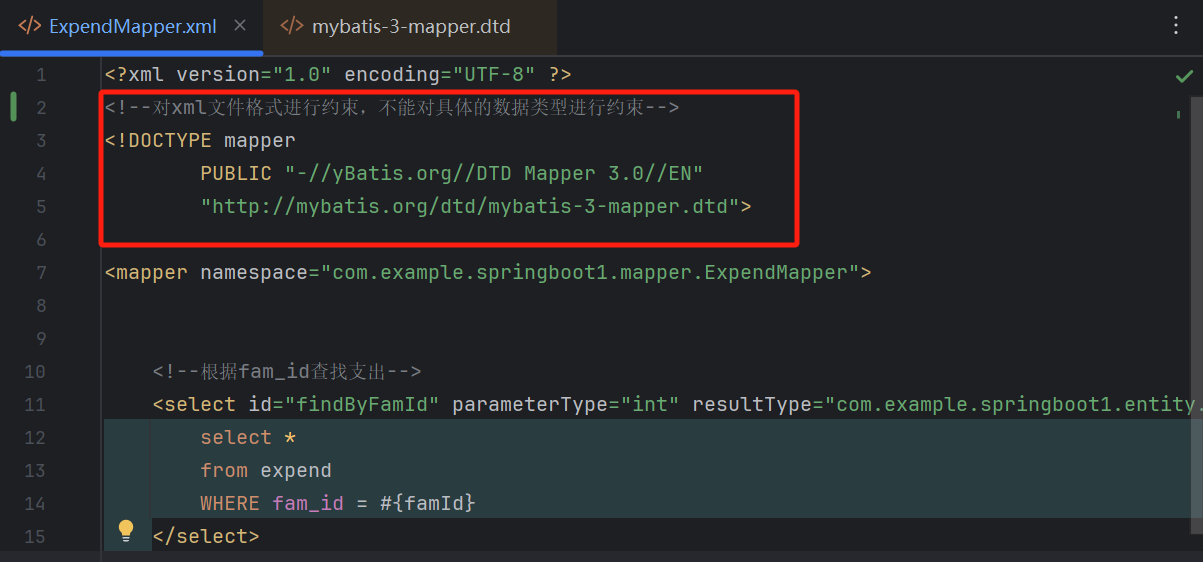 ExpendMapper.xml
mybatis-3-mapper.dtd
1 <?xml version="1.0" encoding="UTF-8" ?>
2 <!--对xml文件格式进行约束，不能对具体的数据类型进行约束-->
3 <!DOCTYPE mapper
4 PUBLIC "-//yBatis.org//DTD Mapper 3.0//EN"
5 "http://mybatis.org/dtd/mybatis-3-mapper.dtd">
6
7 <mapper namespace="com.example.springboot1.mapper.ExpendMapper">
8
9
10 <!--根据fam_id查找支出-->
11 <select id="findByFamId" parameterType="int" resultType="com.example.springboot1.entity.
12 select *
13 from expend
14 WHERE fam_id = #{famId}
15 </select>